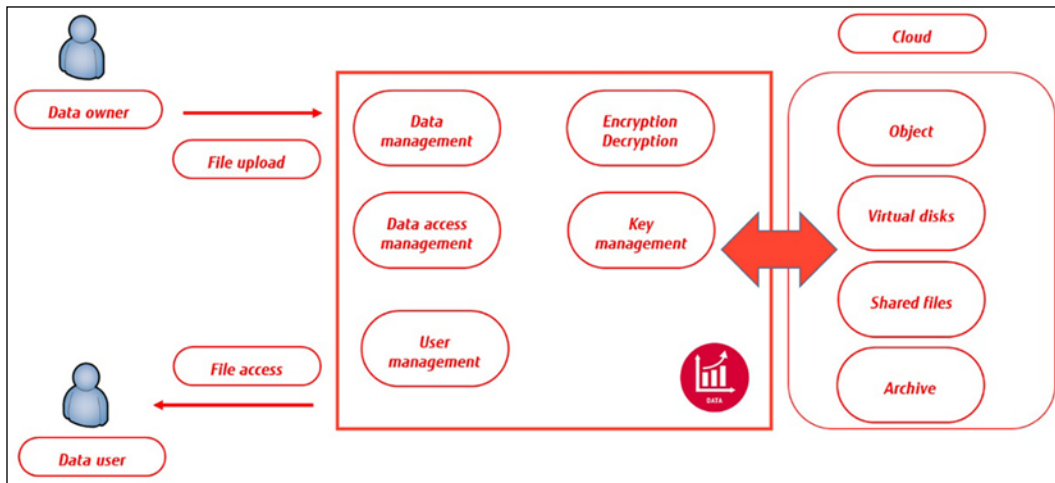 Cloud
Data owner
File upload
Data
management
Encryption
Decryption
Object
Data access
management
Key
management
Virtual disks
Shared files
User
management
File access
DATA
Archive
Data user